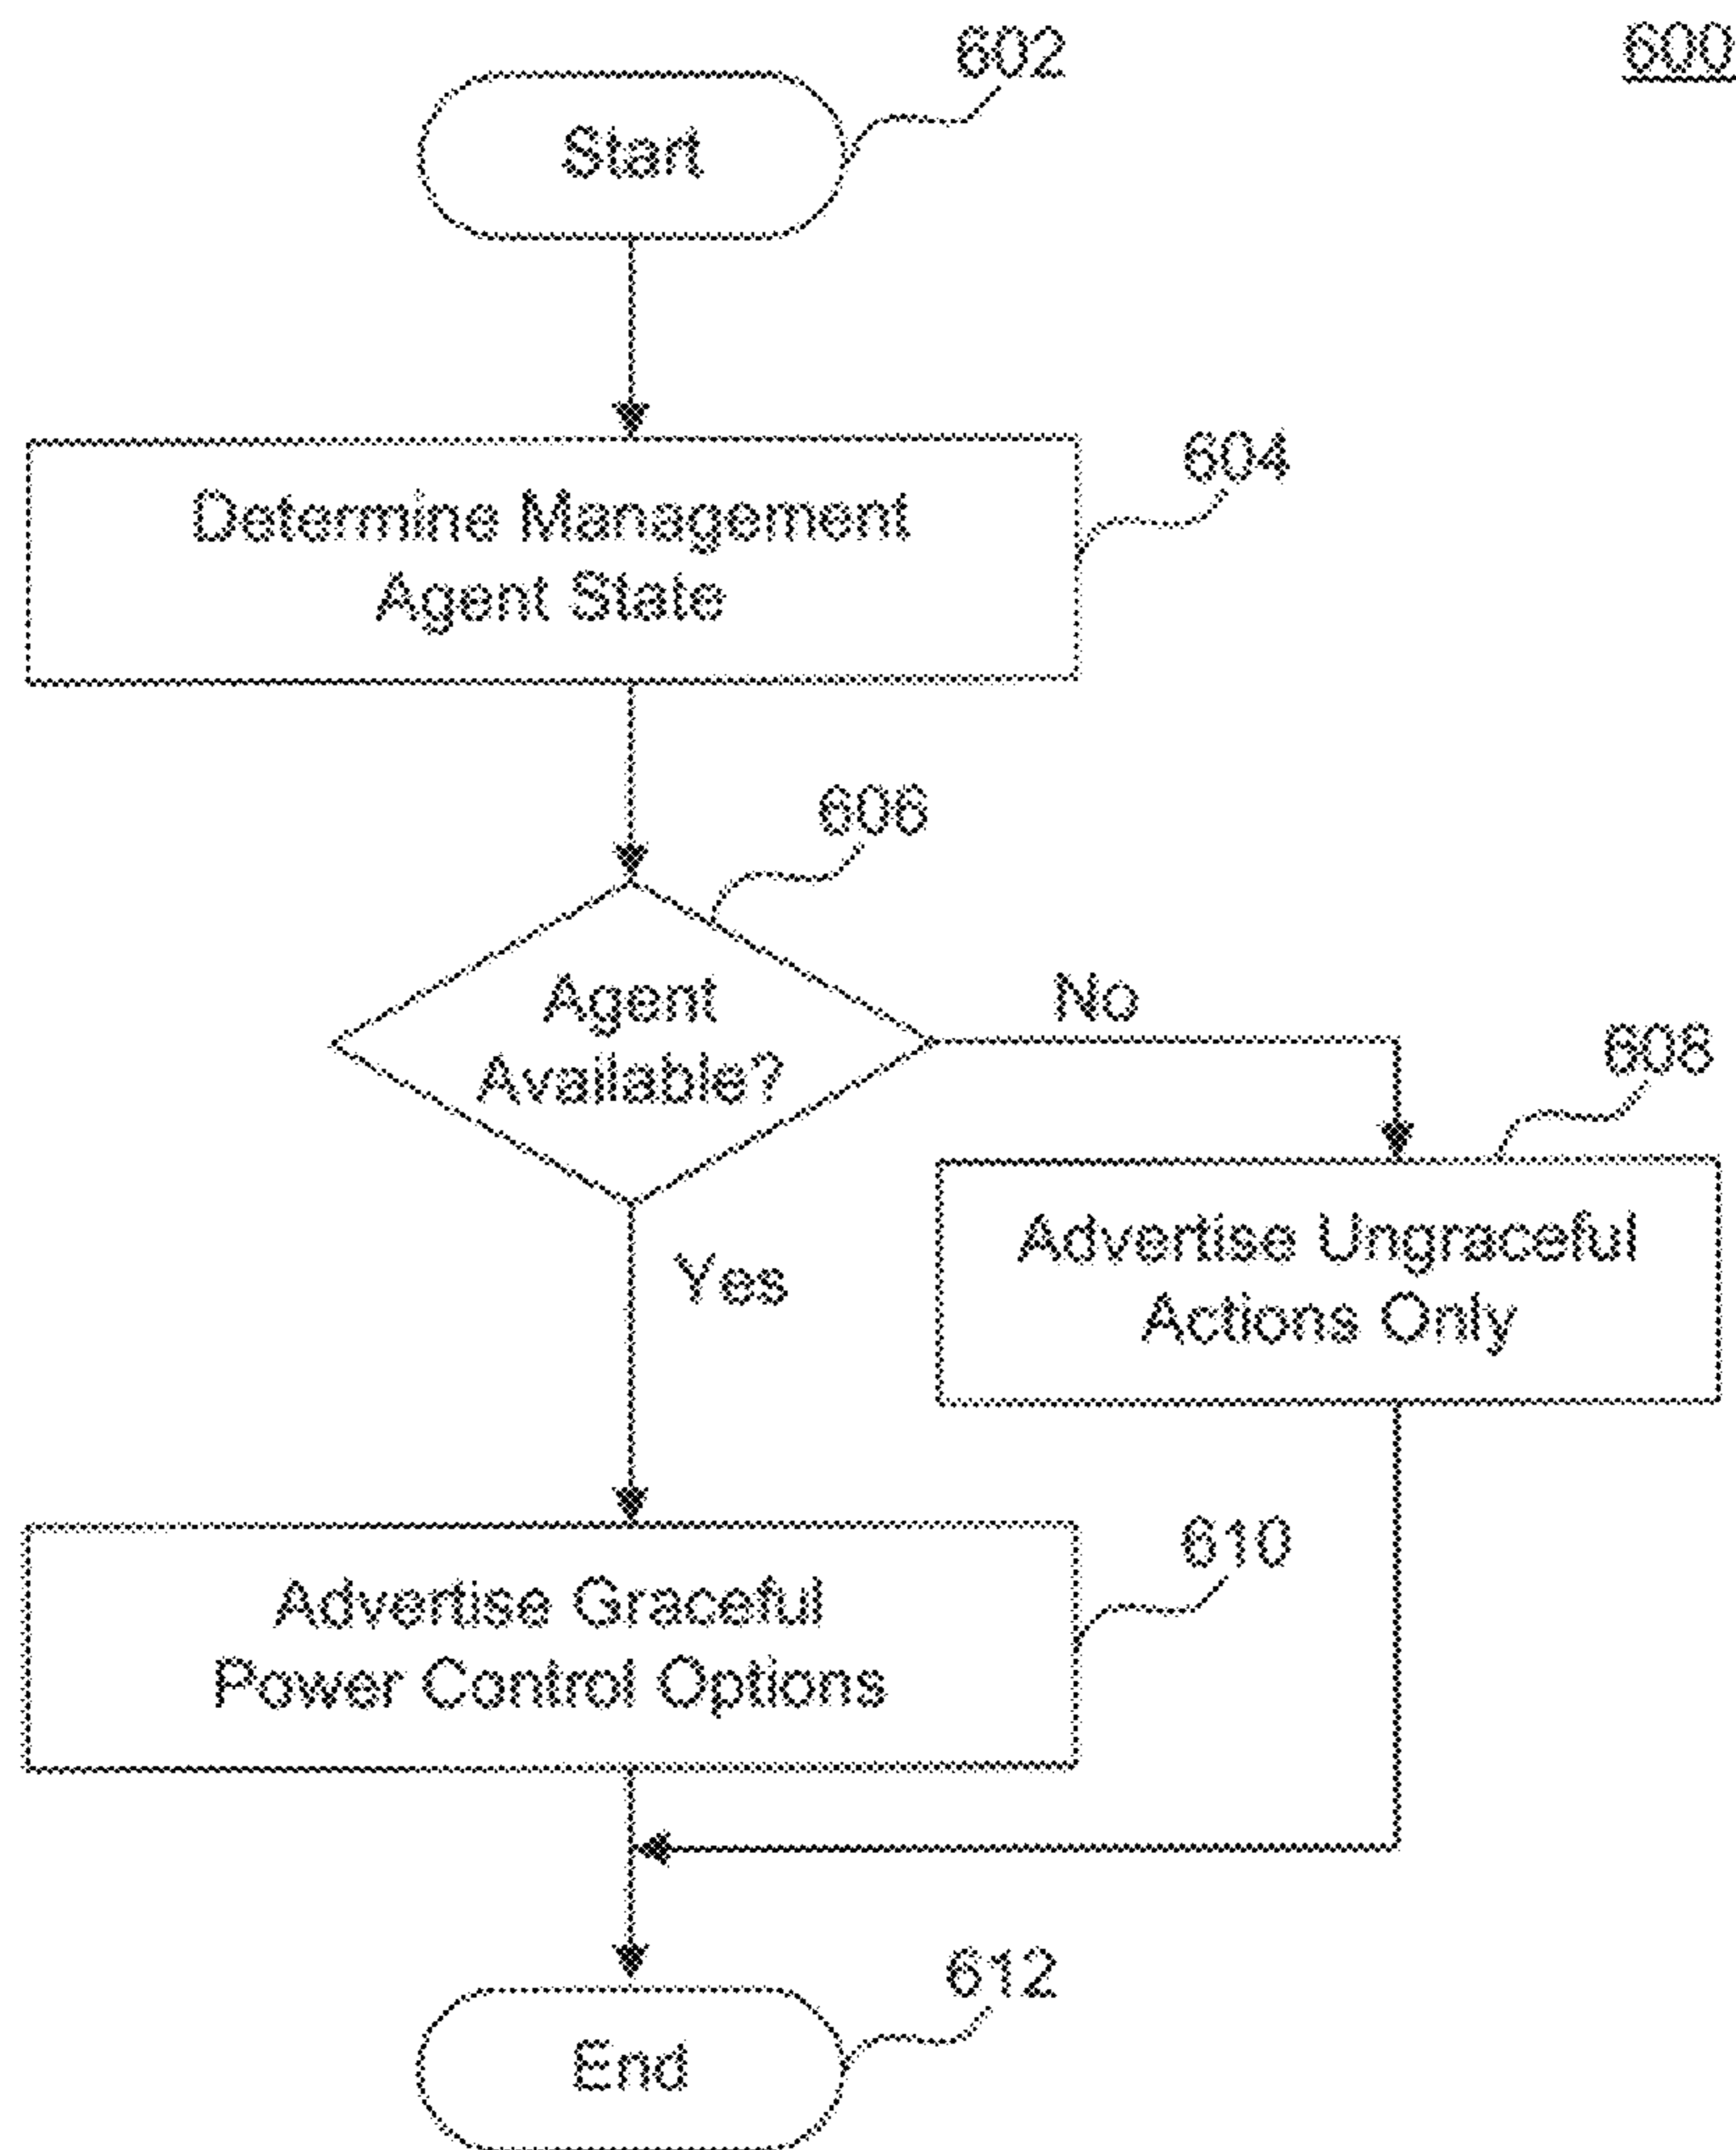 602
600
Start
604
Determine Management
Agent State
606
Agent
Available?
No
608
Advertise Ungraceful
Actions Only
Yes
610
Advertise Graceful
Power Control Options
612
End